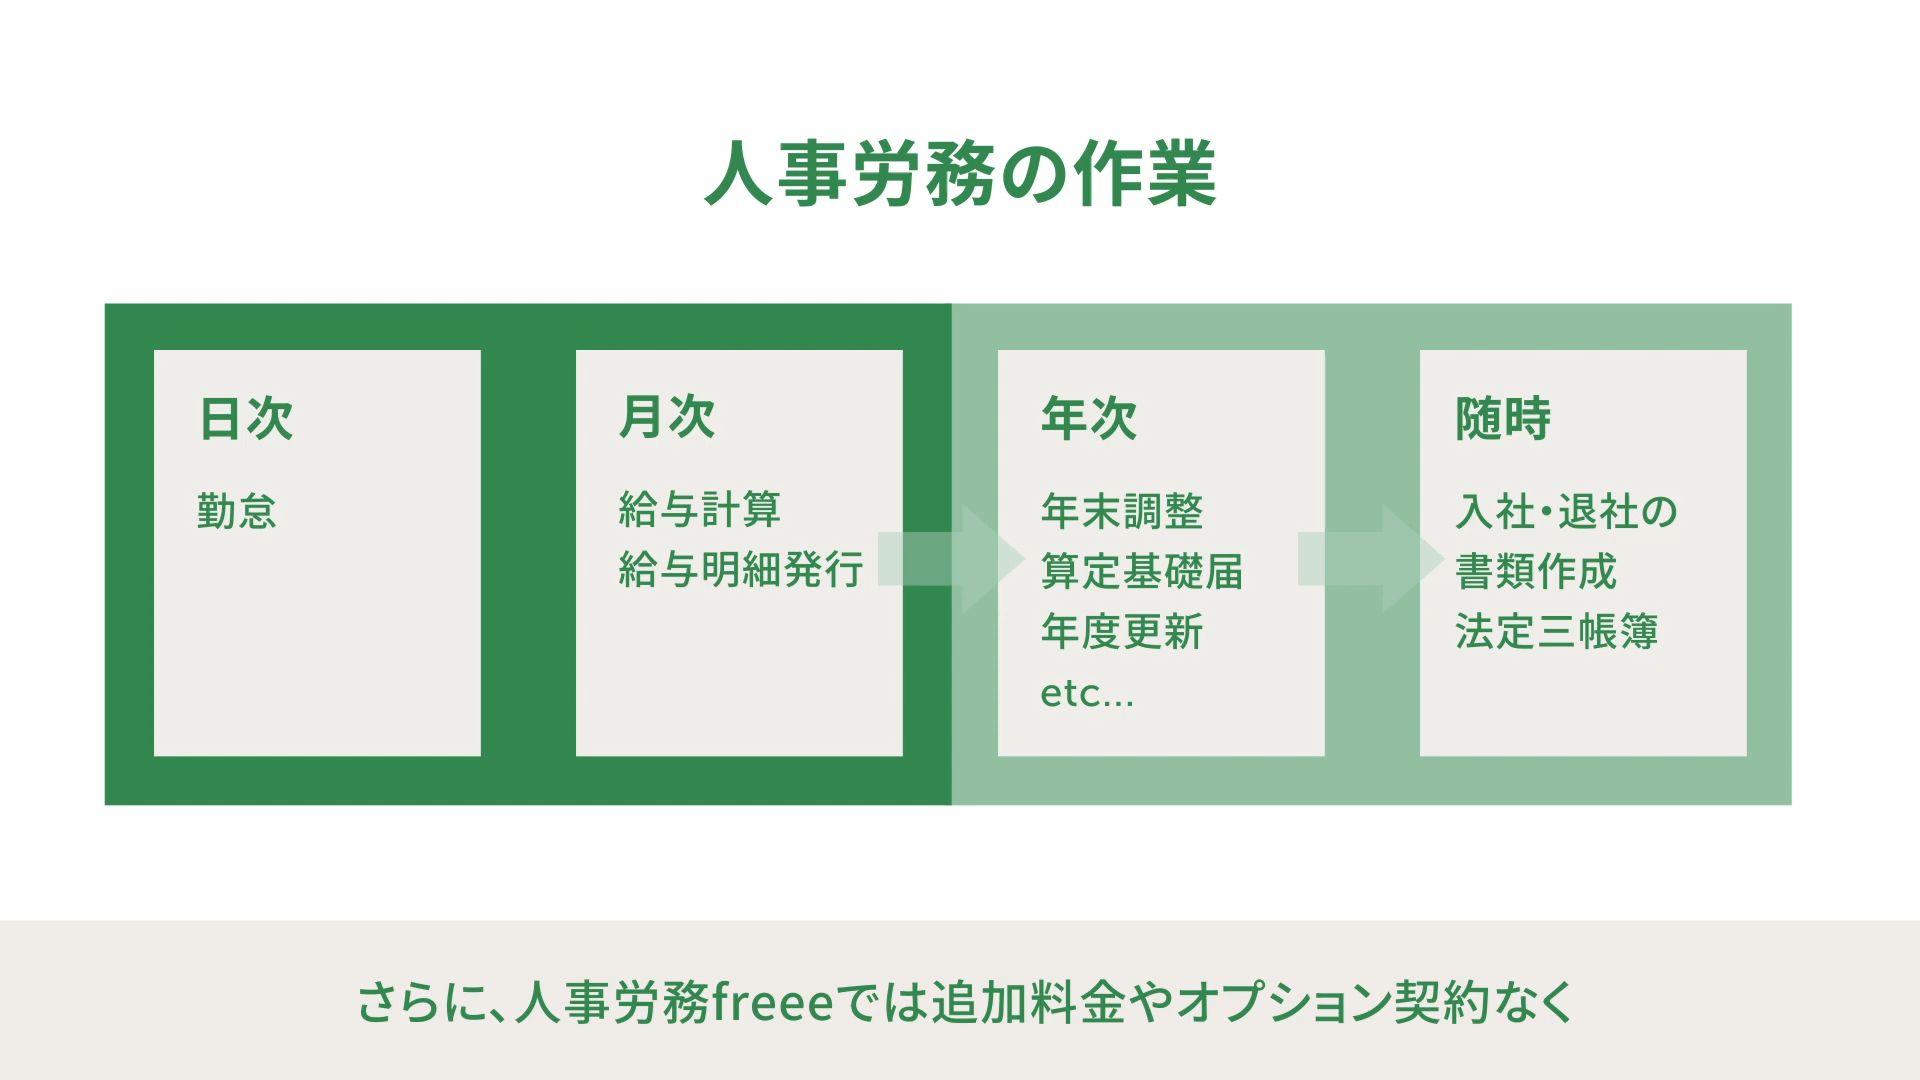 人事労務の作業
日次
勤怠
月次
給与計算
給与明細発行
年次
年末調整
算定基礎届
年度更新
etc...
随時
入社・退社の
書類作成
法定三帳簿
さらに、人事労務freeeでは追加料金やオプション契約なく